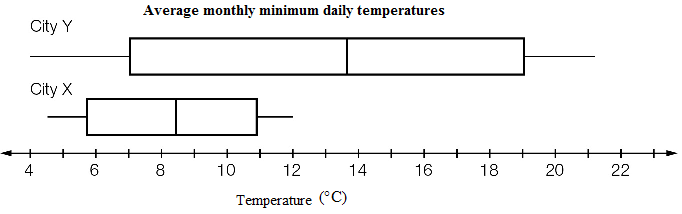 Average monthly minimum daily temperatures
City Y
City X
4 6 8 10 12 14 16 18 20 22
Temperature (°C)